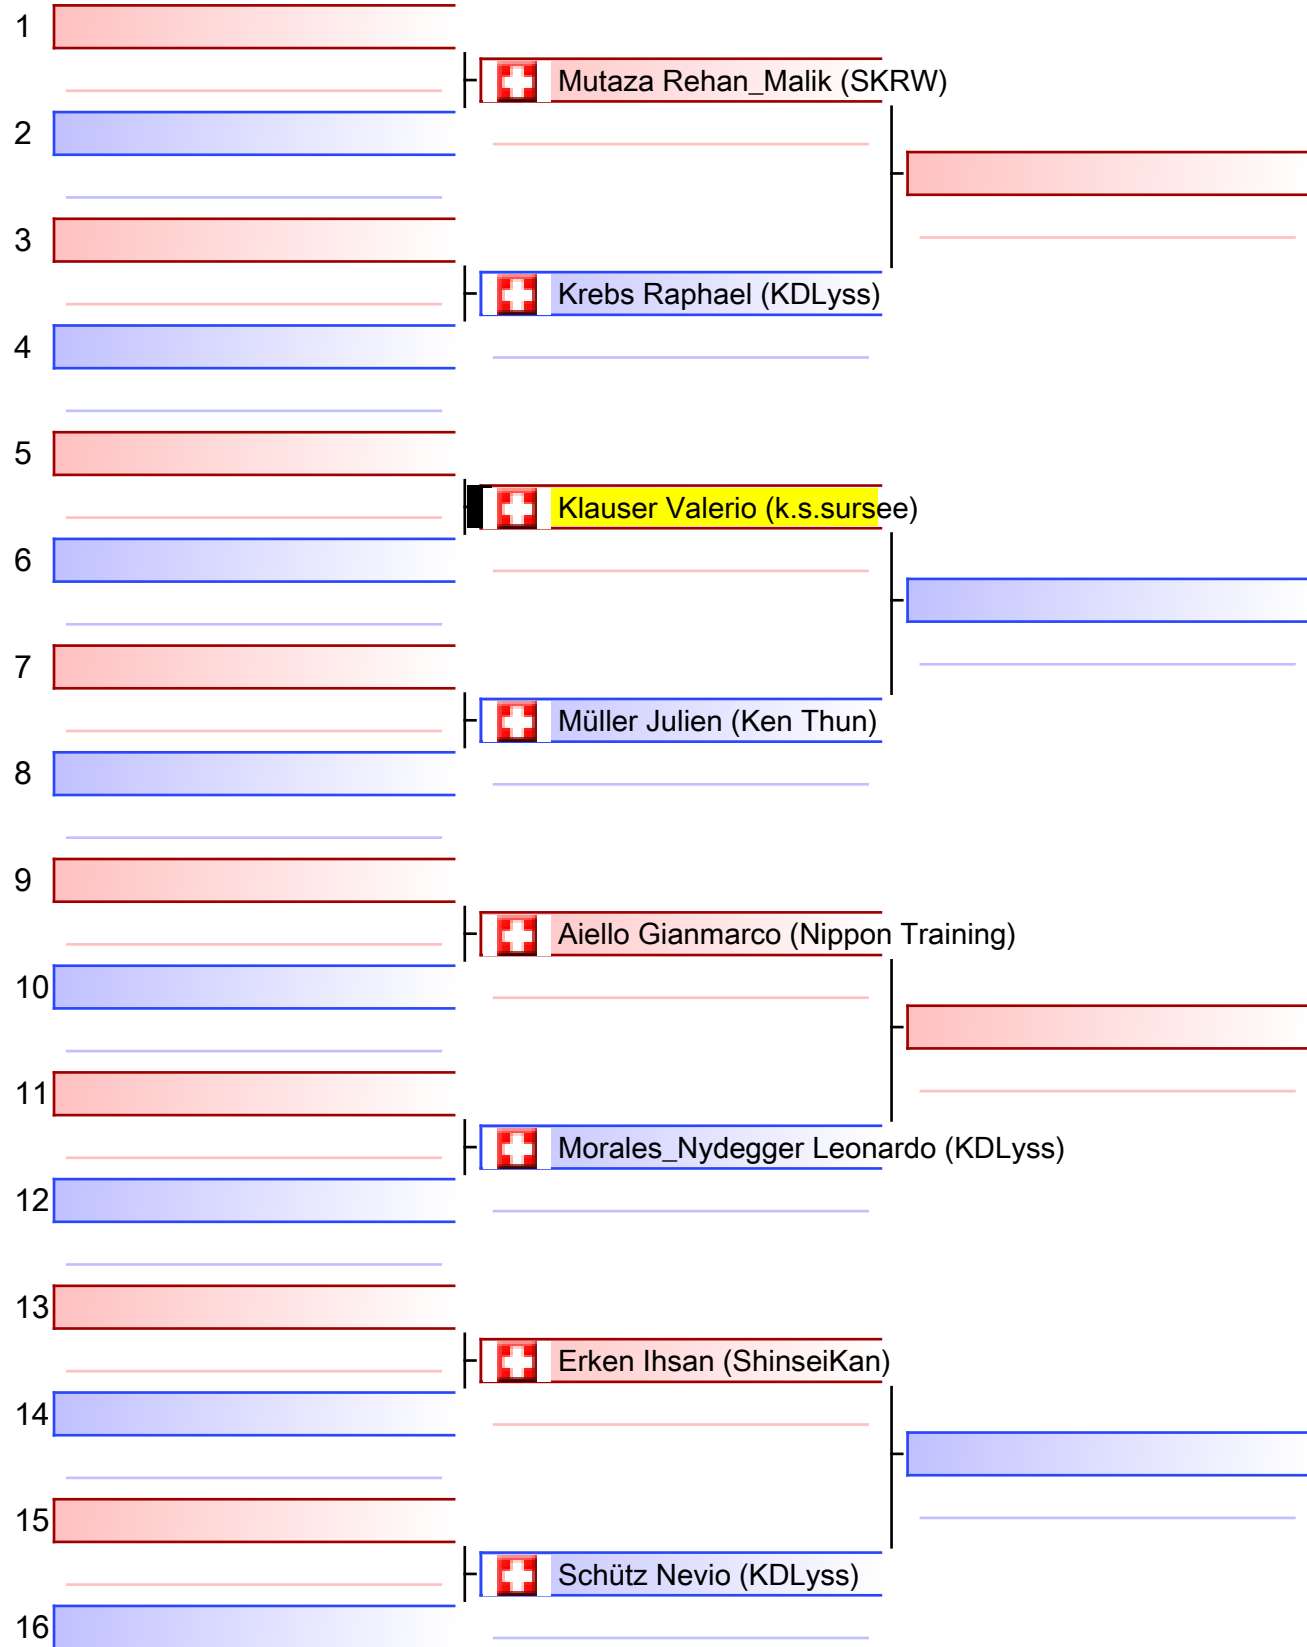 1
Mutaza Rehan_Malik (SKRW)
2
3
Krebs Raphael (KDLyss)
4
5
Klauser Valerio (k.s.sursee)
6
7
Müller Julien (Ken Thun)
8
9
Aiello Gianmarco (Nippon Training)
10
11
Morales_Nydegger Leonardo (KDLyss)
12
13
Erken Ihsan (ShinseiKan)
14
15
Schütz Nevio (KDLyss)
16